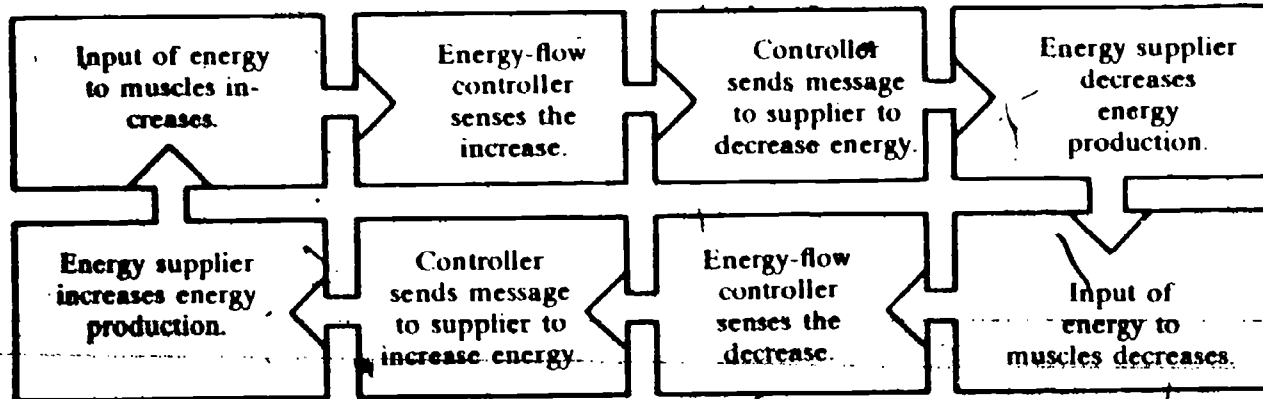 Input of energy
to muscles in-
creases.
Energy-flow
controller
senses the
increase.
Controller
sends message
to supplier to
decrease energy.
Energy supplier
decreases
energy
production.
Energy supplier
increases energy
production.
Controller
sends message
to supplier to
increase energy
Energy-flow
controller
senses the
decrease.
Input of
energy to
muscles decreases.